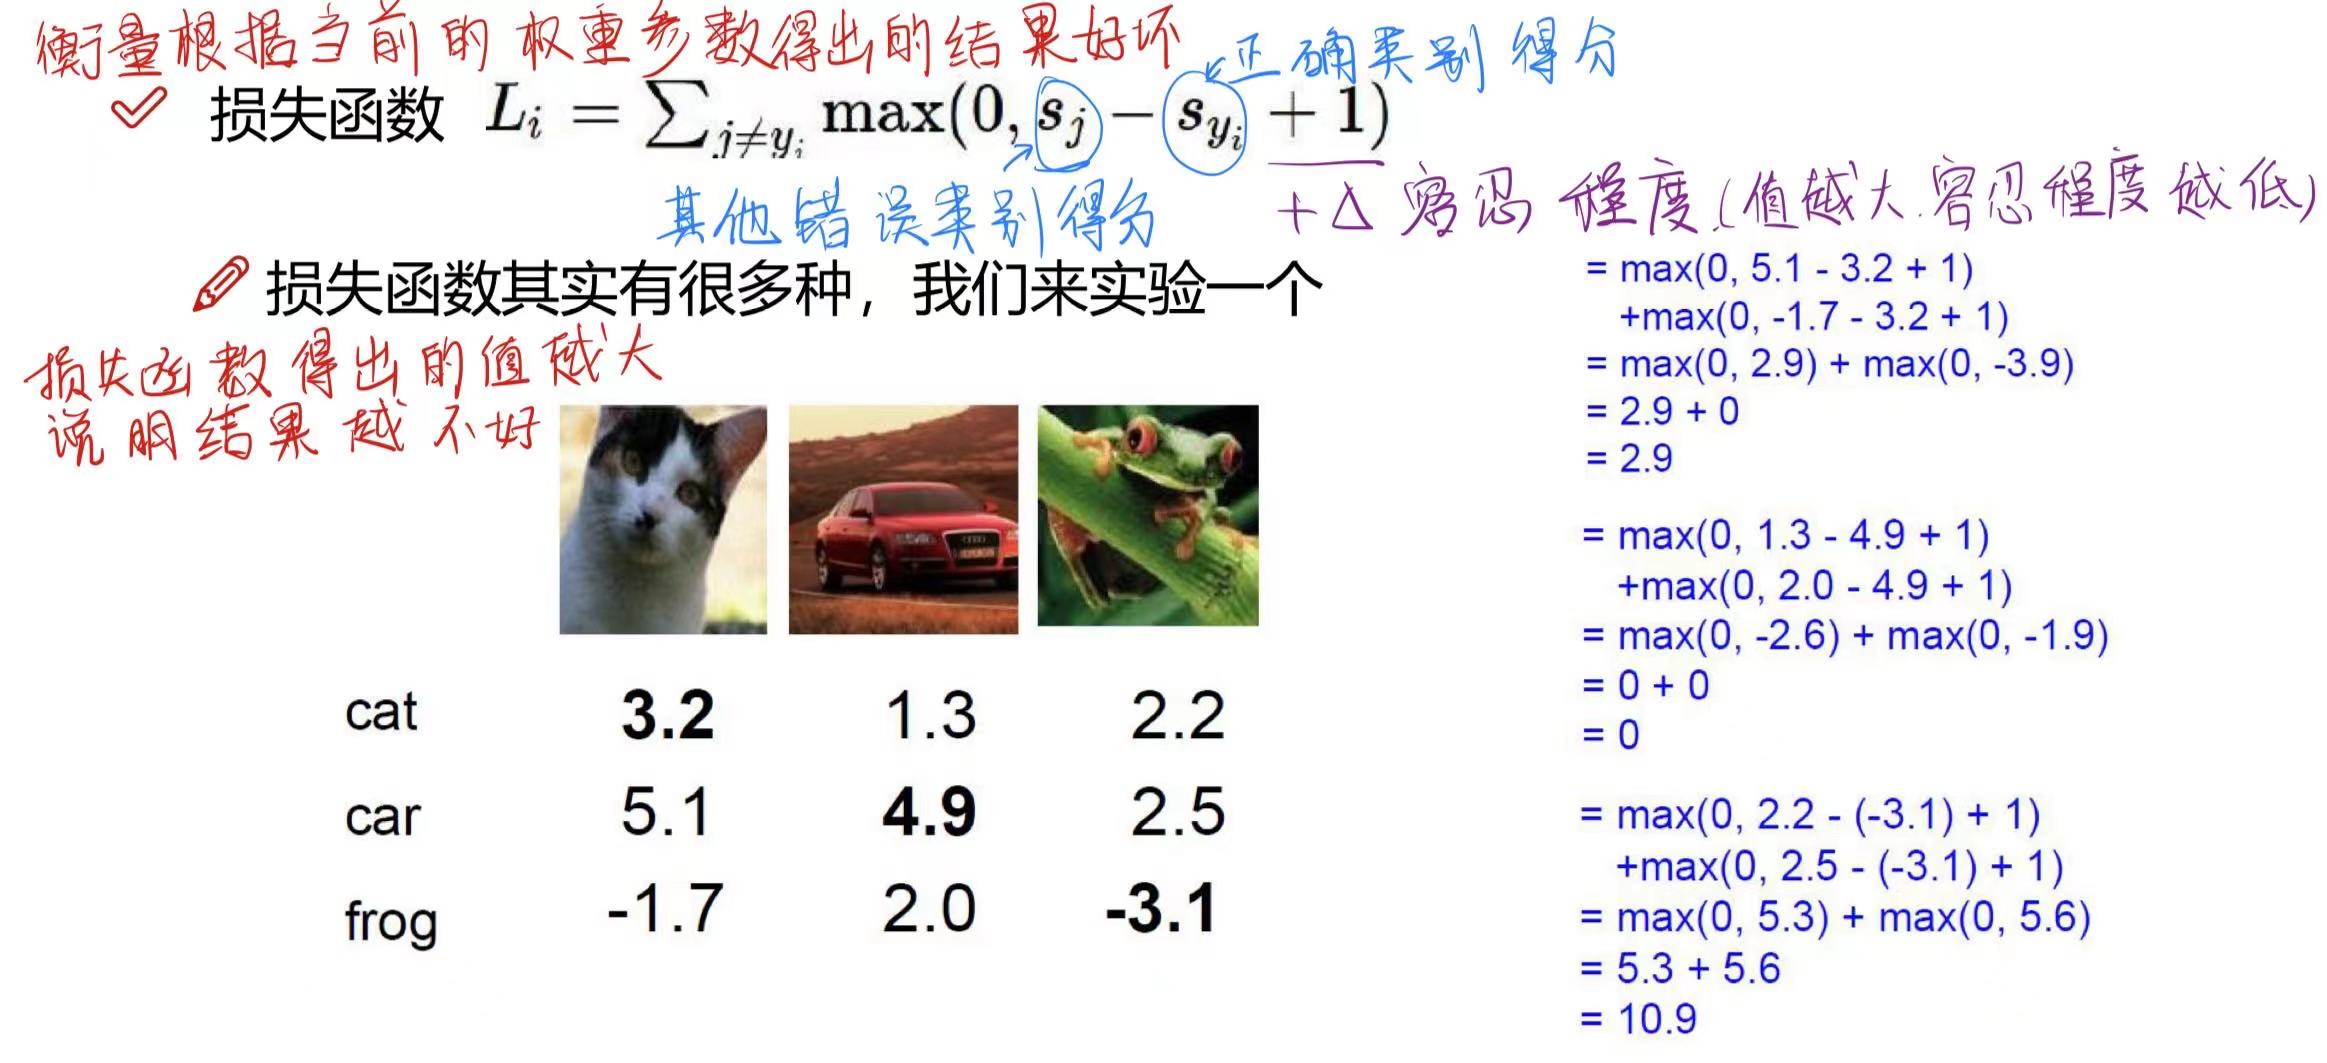 衡量根据当前的权重参数得出的结果好坏
正确类别得分
损失函数 L_i = ∑_{j≠y_i} max(0, s_j − s_{y_i} + 1)
其他错误类别得分
+Δ 容忍程度(值越大.容忍程度越低)
损失函数其实有很多种，我们来实验一个
损失函数得出的值越大
说明结果越不好
cat 3.2 1.3 2.2
car 5.1 4.9 2.5
frog -1.7 2.0 -3.1
= max(0, 5.1 - 3.2 + 1)
+max(0, -1.7 - 3.2 + 1)
= max(0, 2.9) + max(0, -3.9)
= 2.9 + 0
= 2.9
= max(0, 1.3 - 4.9 + 1)
+max(0, 2.0 - 4.9 + 1)
= max(0, -2.6) + max(0, -1.9)
= 0 + 0
= 0
= max(0, 2.2 - (-3.1) + 1)
+max(0, 2.5 - (-3.1) + 1)
= max(0, 5.3) + max(0, 5.6)
= 5.3 + 5.6
= 10.9